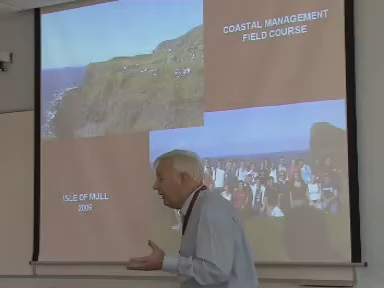 COASTAL MANAGEMENT
FIELD COURSE
ISLE OF MULL
2006